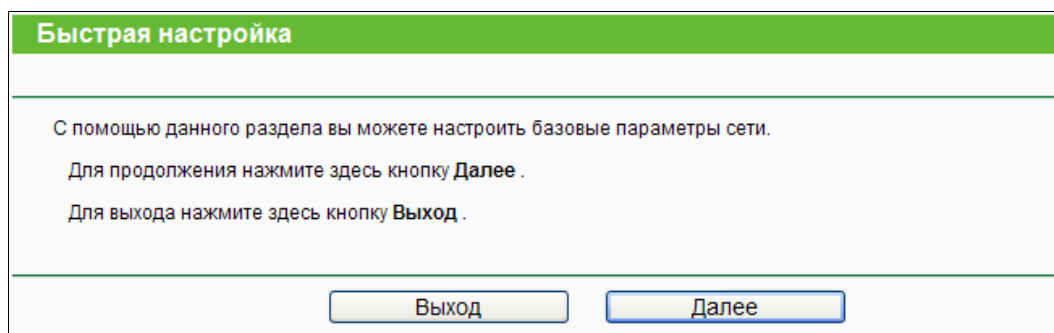 Быстрая настройка
С помощью данного раздела вы можете настроить базовые параметры сети.
Для продолжения нажмите здесь кнопку Далее .
Для выхода нажмите здесь кнопку Выход .
Выход Далее